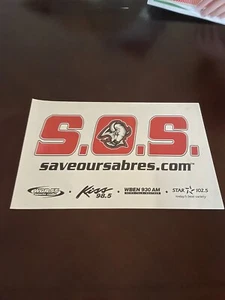 S.O.S.
saveoursabres.com
Kiss 98.5 · WBEN 930 AM · STAR 102.5